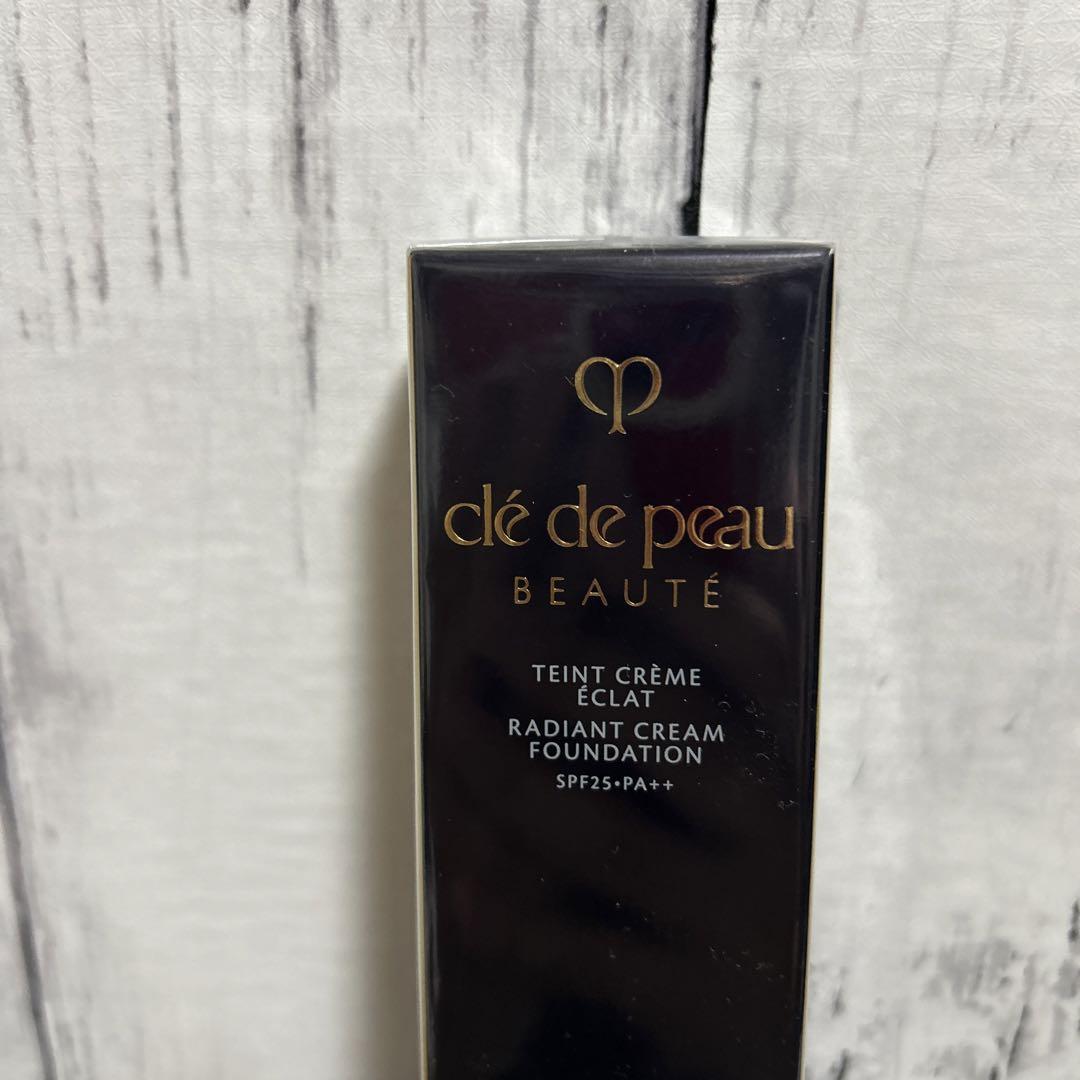 clé de peau
BEAUTÉ
TEINT CRÈME
ÉCLAT
RADIANT CREAM
FOUNDATION
SPF25•PA++